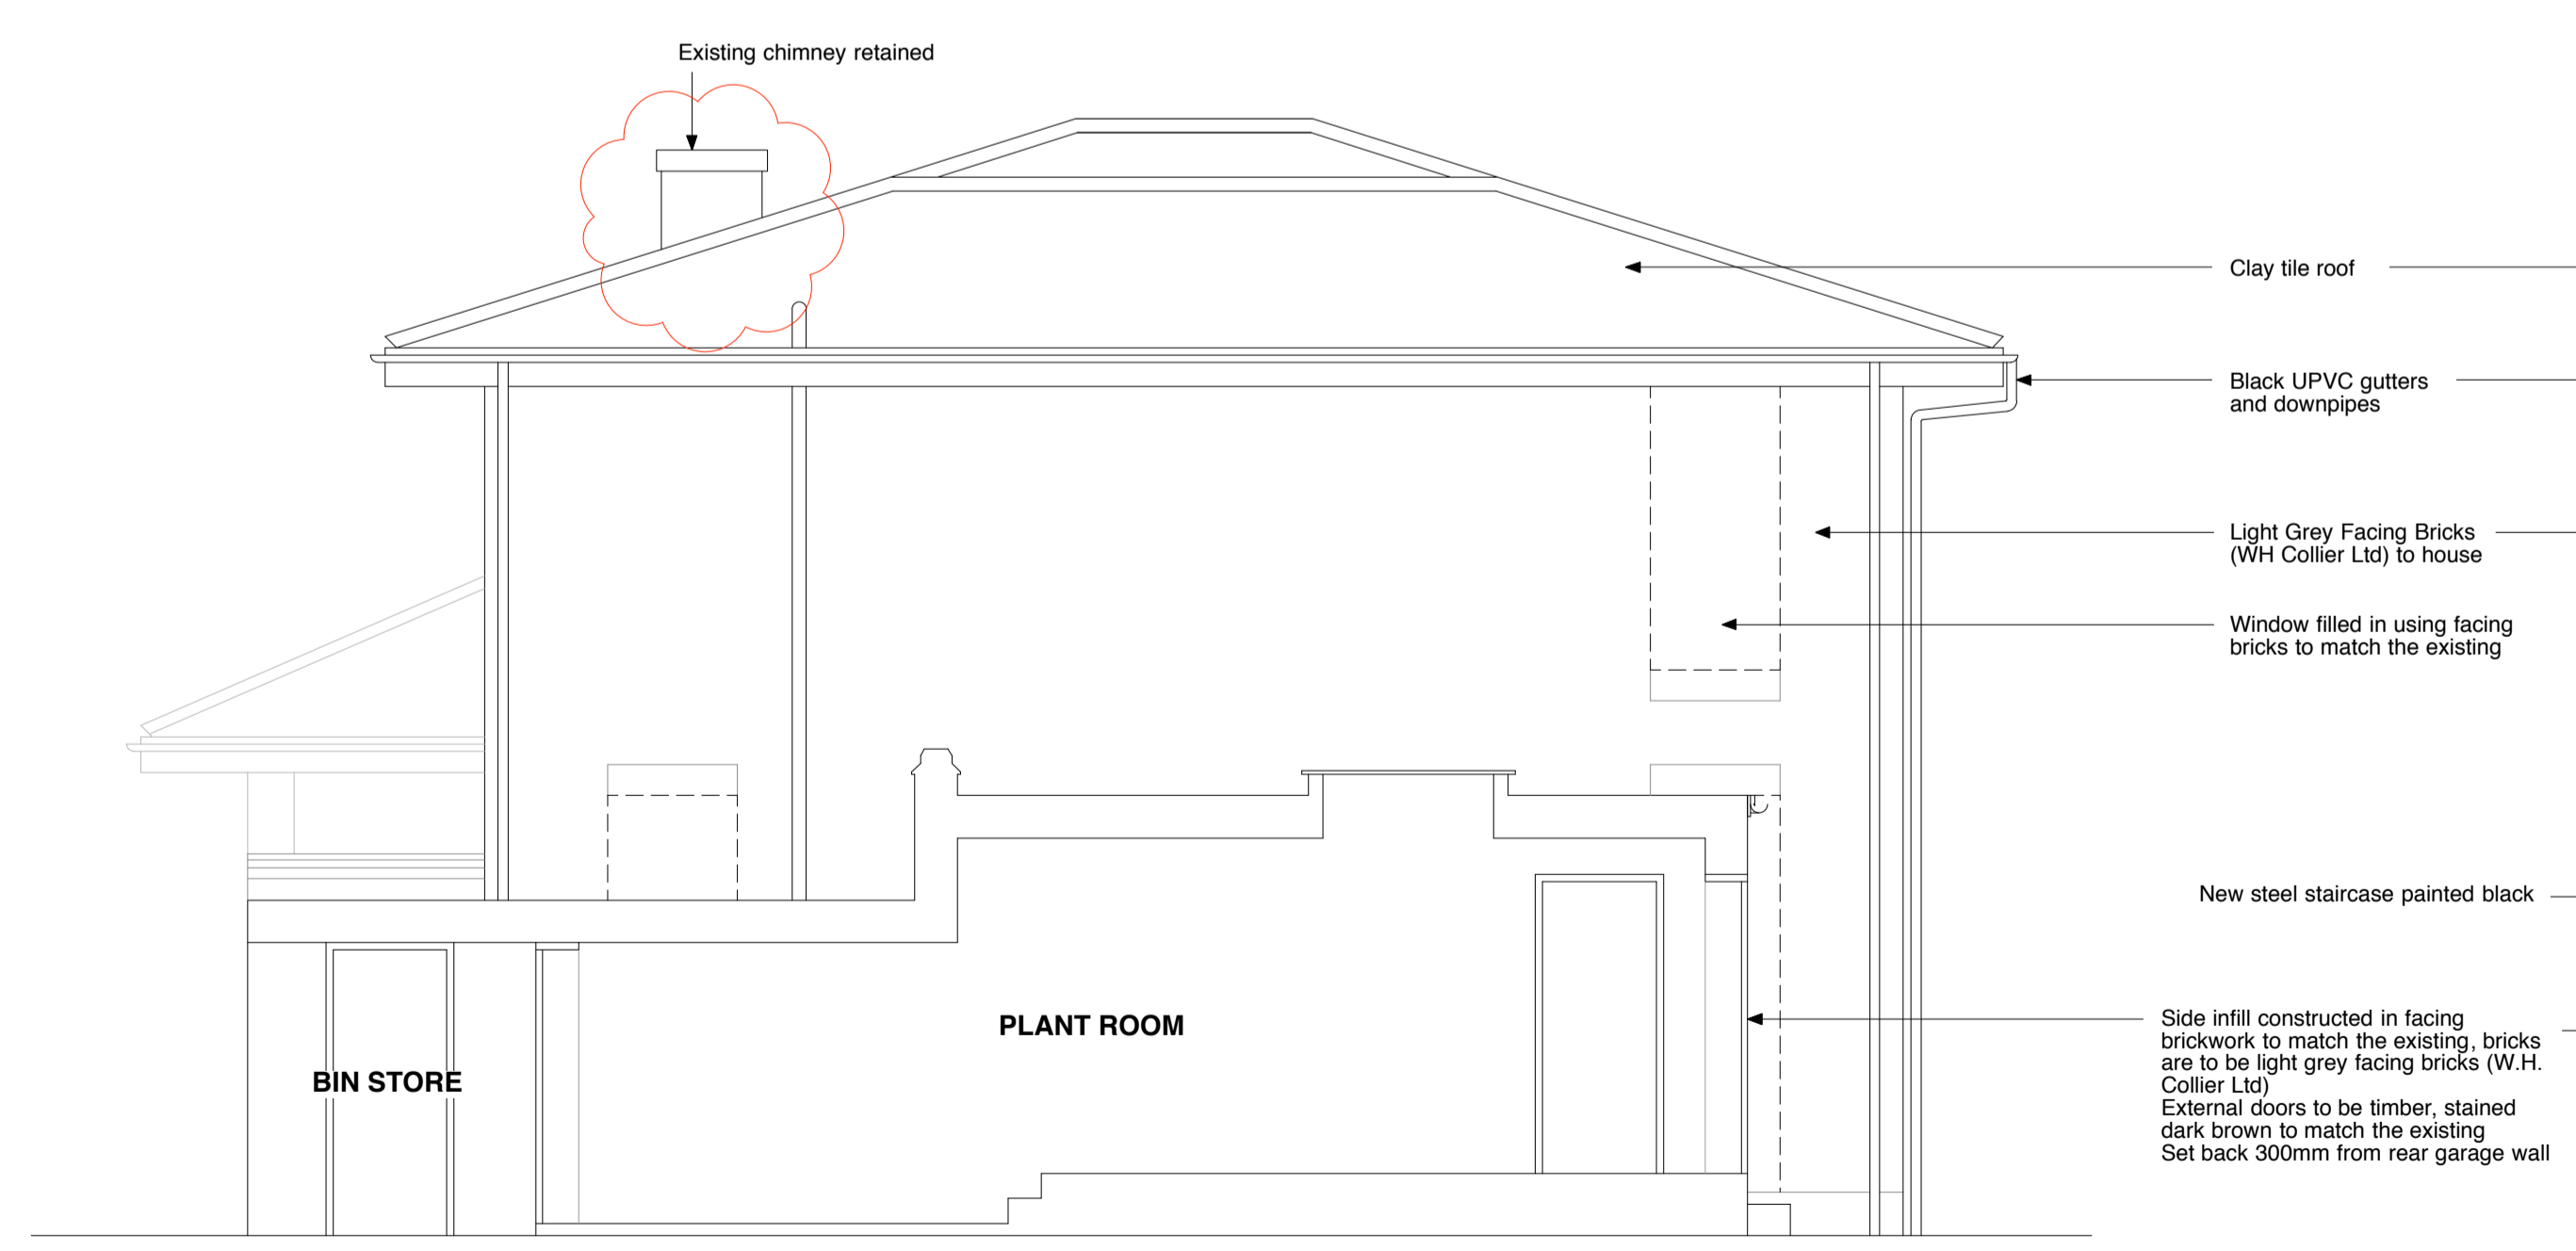 Existing chimney retained
Clay tile roof
Black UPVC gutters
and downpipes
Light Grey Facing Bricks
(WH Collier Ltd) to house
Window filled in using facing
bricks to match the existing
New steel staircase painted black
PLANT ROOM
BIN STORE
Side infill constructed in facing
brickwork to match the existing, bricks
are to be light grey facing bricks (W.H.
Collier Ltd)
External doors to be timber, stained
dark brown to match the existing
Set back 300mm from rear garage wall